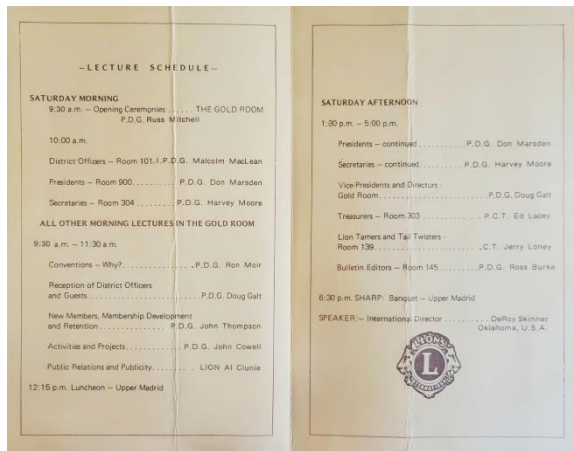 –LECTURE SCHEDULE–
SATURDAY MORNING
9:30 a.m. – Opening Ceremonies ...... THE GOLD ROOM
P.D.G. Russ Mitchell
10:00 a.m.
District Officers – Room 101.I.P.D.G. Malcolm MacLean
Presidents – Room 900.......... P.D.G. Don Marsden
Secretaries – Room 304.......... P.D.G. Harvey Moore
ALL OTHER MORNING LECTURES IN THE GOLD ROOM
9:30 a.m. – 11:30 a.m.
Conventions – Why?..............P.D.G. Ron Moir
Reception of District Officers
and Guests......................P.D.G. Doug Galt
New Members, Membership Development
and Retention.............. P.D.G. John Thompson
Activities and Projects........... P.D.G. John Cowell
Public Relations and Publicity........ LION Al Clunie
12:15 p.m. Luncheon – Upper Madrid
SATURDAY AFTERNOON
1:30 p.m. – 5:00 p.m.
Presidents – continued..........P.D.G. Don Marsden
Secretaries – continued.......... P.D.G. Harvey Moore
Vice-Presidents and Directors -
Gold Room......................P.D.G. Doug Galt
Treasurers – Room 303............. P.C.T. Ed Lacey
Lion Tamers and Tail Twisters -
Room 139.....................C.T. Jerry Loney
Bulletin Editors – Room 145........P.D.G. Ross Burke
6:30 p.m. SHARP: Banquet – Upper Madrid
SPEAKER: – International Director .......... DeRoy Skinner
Oklahoma, U.S.A.
LIONS
L
INTERNATIONAL